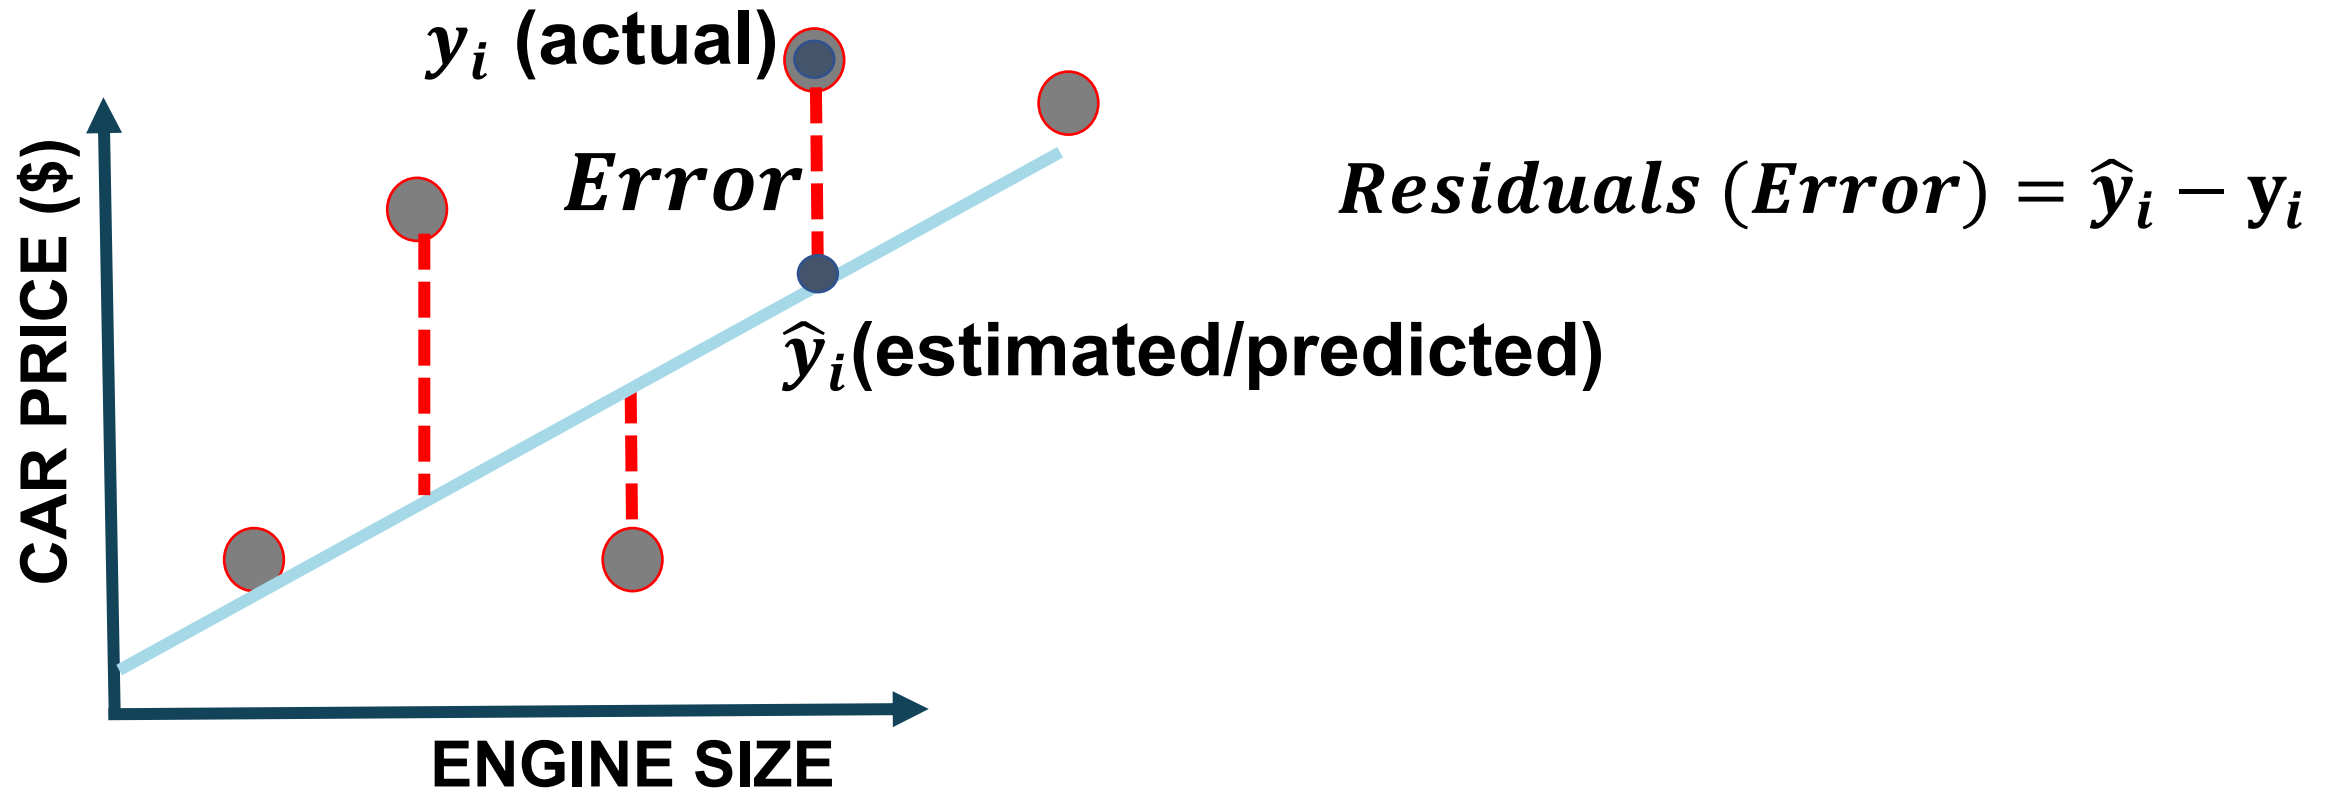 yᵢ (actual)
CAR PRICE ($)
Error
Residuals (Error) = ŷᵢ − yᵢ
ŷᵢ(estimated/predicted)
ENGINE SIZE